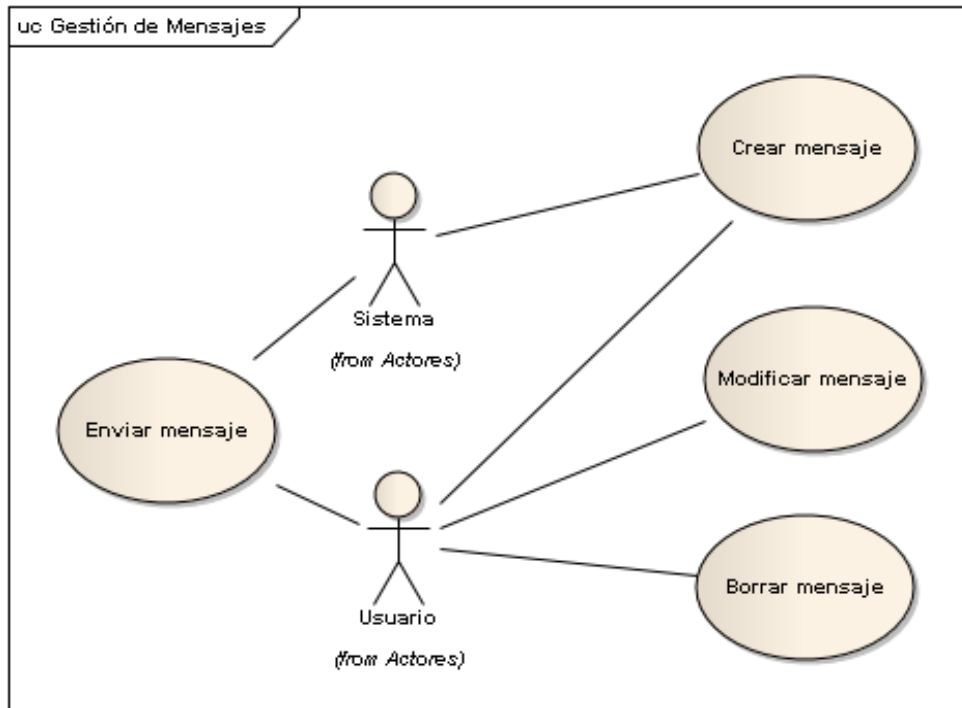 uc Gestión de Mensajes
Crear mensaje
Sistema
(from Actores)
Modificar mensaje
Enviar mensaje
Borrar mensaje
Usuario
(from Actores)